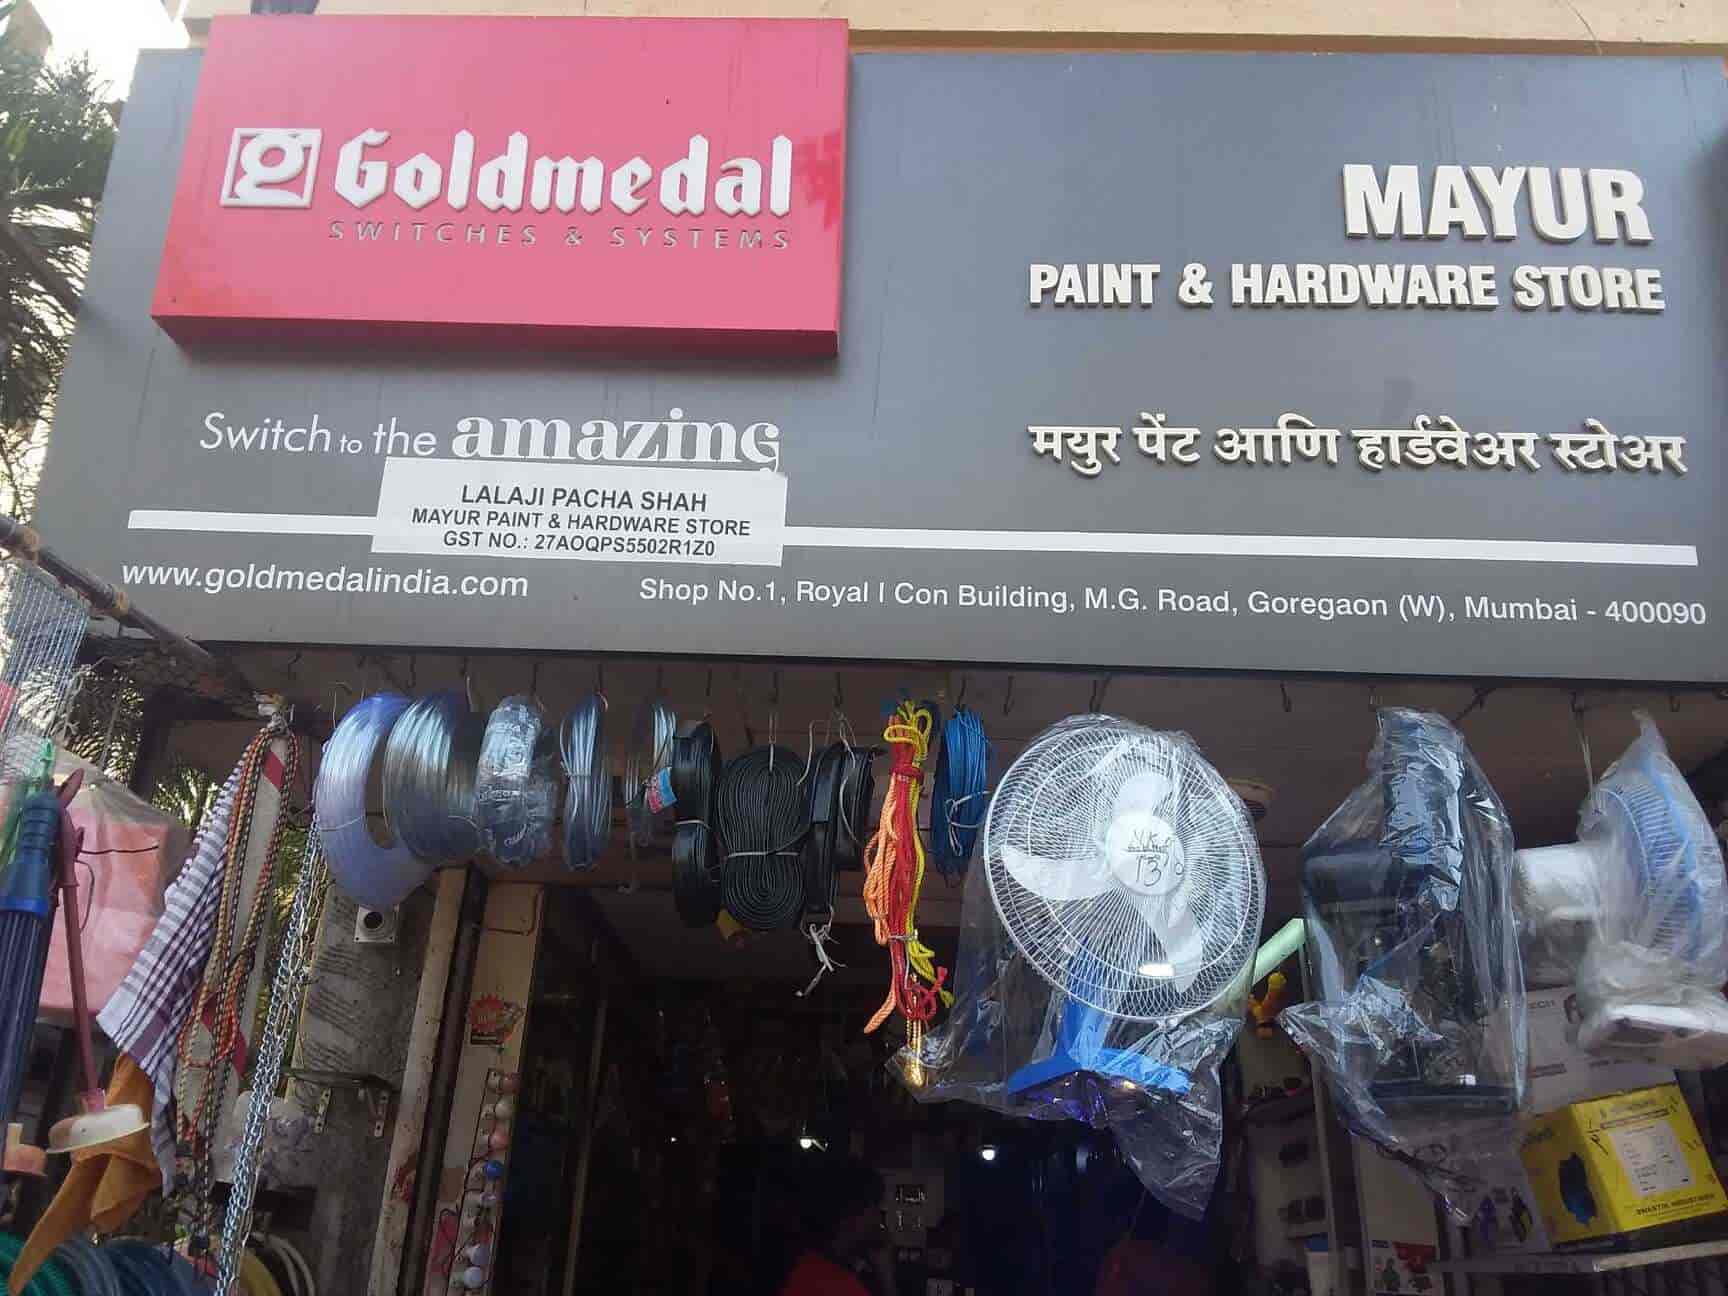 g Goldmedal
SWITCHES & SYSTEMS
MAYUR
PAINT & HARDWARE STORE
Switch to the amazing
मयुर पेंट आणि हार्डवेअर स्टोअर
LALAJI PACHA SHAH
MAYUR PAINT & HARDWARE STORE
GST NO.: 27AOQPS5502R1Z0
www.goldmedalindia.com
Shop No.1, Royal I Con Building, M.G. Road, Goregaon (W), Mumbai - 400090
SWASTIK INDUSTRIES